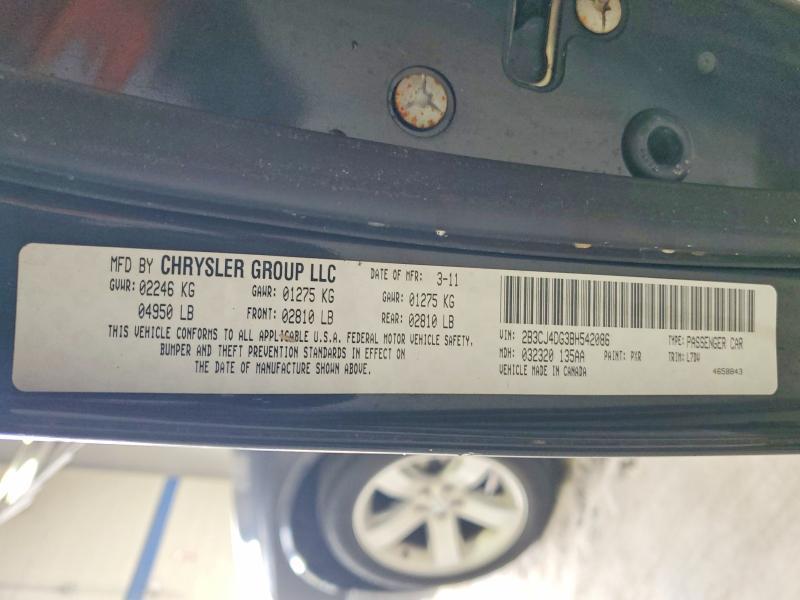 MFD BY CHRYSLER GROUP LLC DATE OF MFR: 3-11
GVWR: 02246 KG GAWR: 01275 KG GAWR: 01275 KG
04950 LB FRONT: 02810 LB REAR: 02810 LB
THIS VEHICLE CONFORMS TO ALL APPLICABLE U.S.A. FEDERAL MOTOR VEHICLE SAFETY,
BUMPER AND THEFT PREVENTION STANDARDS IN EFFECT ON
THE DATE OF MANUFACTURE SHOWN ABOVE.
VIN: 2B3CJ4DG3BH542086 TYPE: PASSENGER CAR
MDH: 032320 135AA PAINT: PXR TRIM: L7DV
VEHICLE MADE IN CANADA 4658843